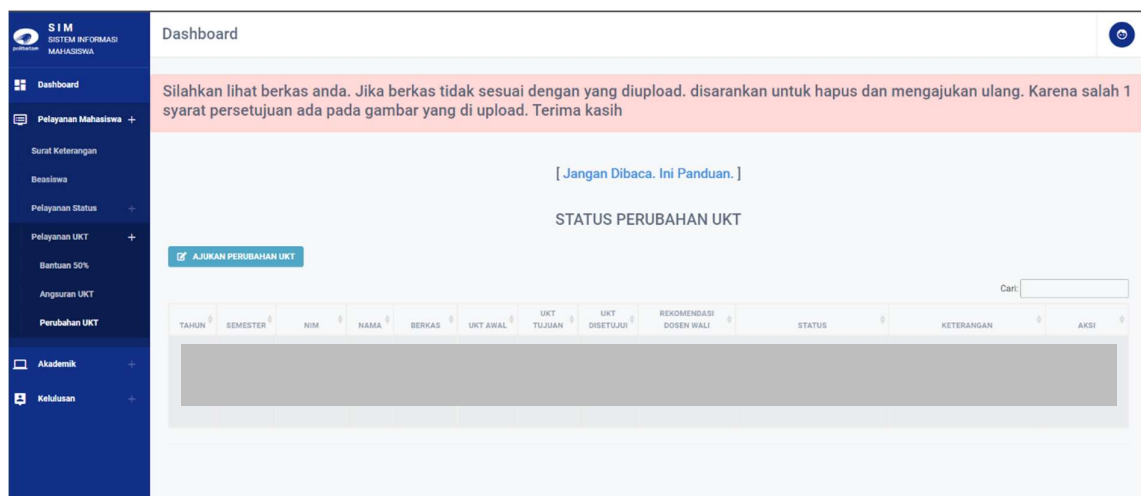 SIM
SISTEM INFORMASI
MAHASISWA
polibatam
Dashboard
Dashboard
Pelayanan Mahasiswa +
Surat Keterangan
Beasiswa
Pelayanan Status +
Pelayanan UKT +
Bantuan 50%
Angsuran UKT
Perubahan UKT
Akademik +
Kelulusan +
Silahkan lihat berkas anda. Jika berkas tidak sesuai dengan yang diupload. disarankan untuk hapus dan mengajukan ulang. Karena salah 1
syarat persetujuan ada pada gambar yang di upload. Terima kasih
[ Jangan Dibaca. Ini Panduan. ]
STATUS PERUBAHAN UKT
AJUKAN PERUBAHAN UKT
Cari:
TAHUN SEMESTER NIM NAMA BERKAS UKT AWAL UKT TUJUAN UKT DISETUJUI REKOMENDASI DOSEN WALI STATUS KETERANGAN AKSI